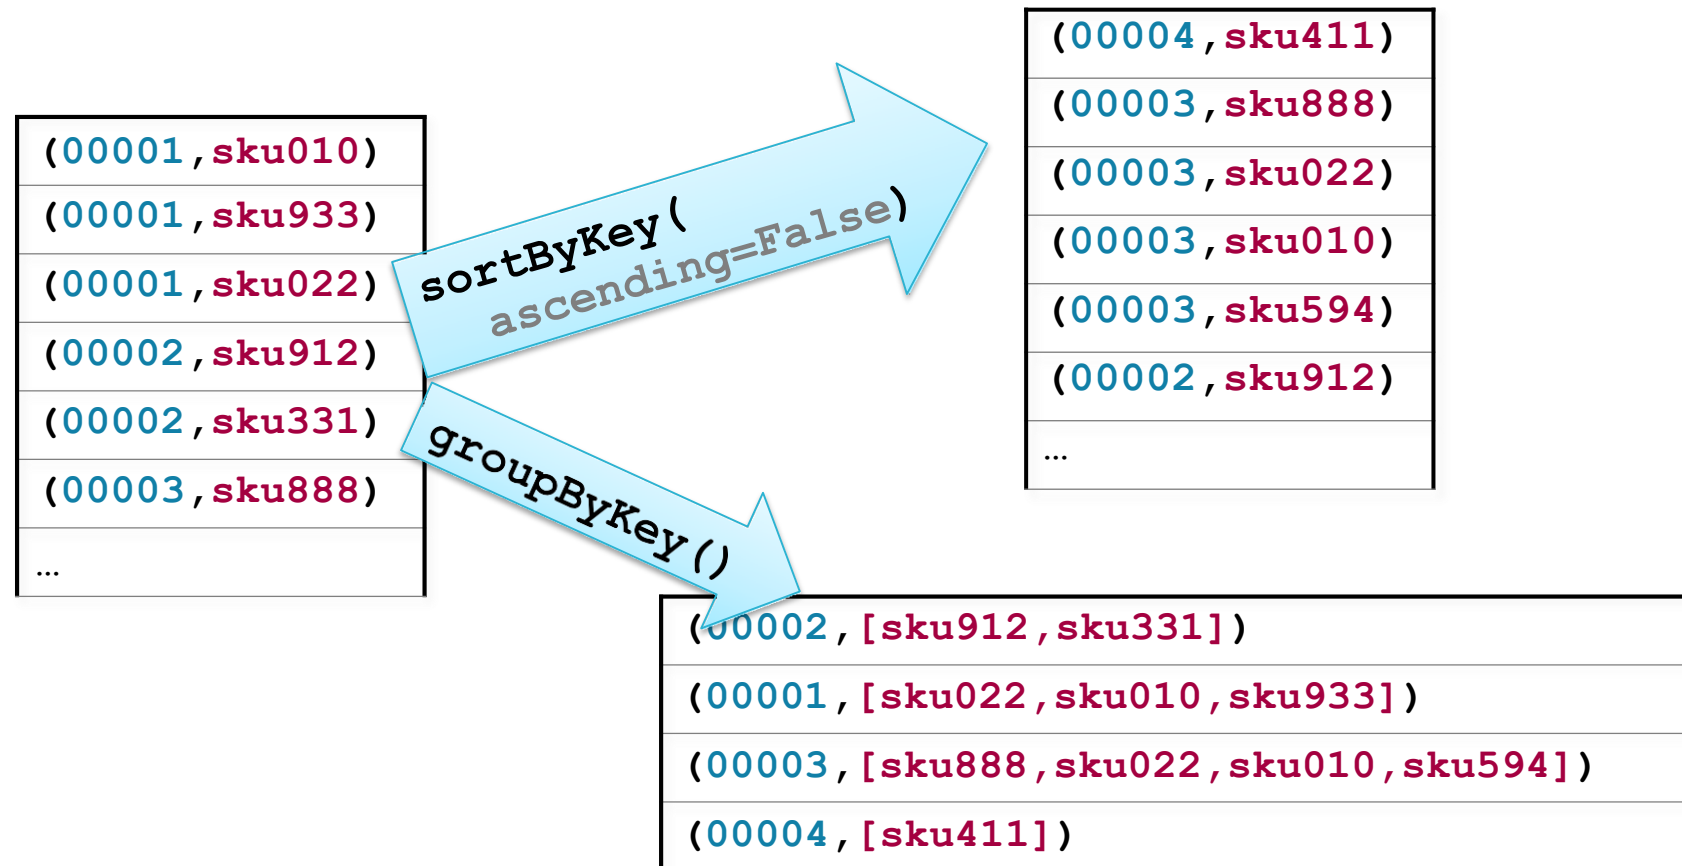 (00001,sku010)
(00001,sku933)
(00001,sku022)
(00002,sku912)
(00002,sku331)
(00003,sku888)
…
sortByKey(
ascending=False)
groupByKey()
(00004,sku411)
(00003,sku888)
(00003,sku022)
(00003,sku010)
(00003,sku594)
(00002,sku912)
…
(00002,[sku912,sku331])
(00001,[sku022,sku010,sku933])
(00003,[sku888,sku022,sku010,sku594])
(00004,[sku411])